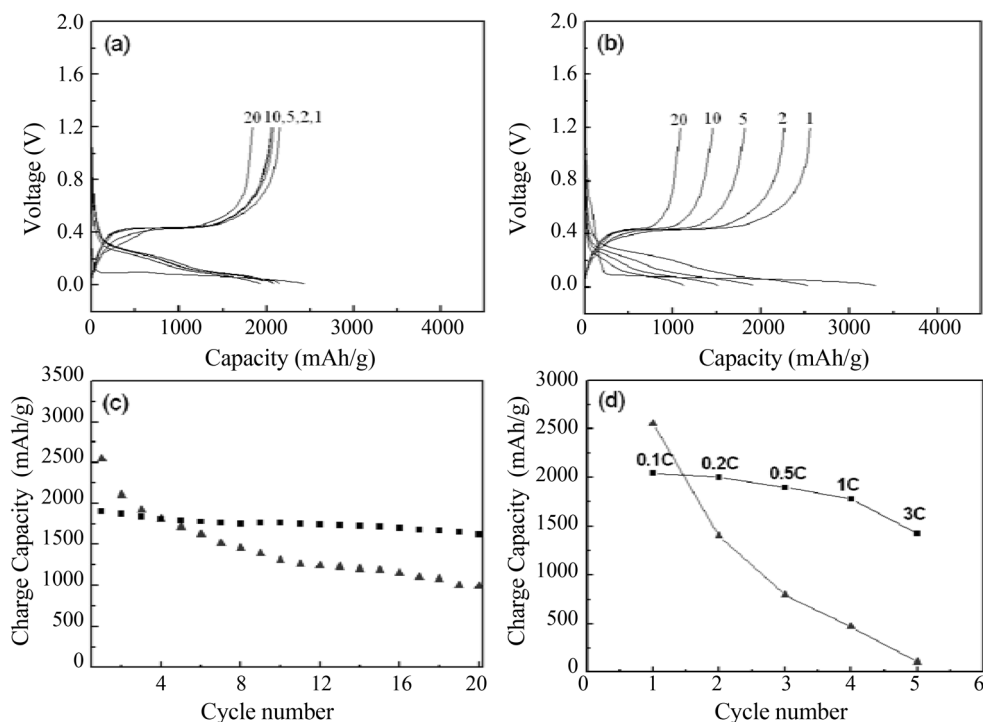 (a)
Voltage (V)
2.0
1.6
1.2
0.8
0.4
0.0
20 10,5,2,1
0 1000 2000 3000 4000
Capacity (mAh/g)
(b)
Voltage (V)
2.0
1.6
1.2
0.8
0.4
0.0
20 10 5 2 1
0 1000 2000 3000 4000
Capacity (mAh/g)
(c)
Charge Capacity (mAh/g)
3500
3000
2500
2000
1500
1000
500
0
4 8 12 16 20
Cycle number
(d)
Charge Capacity (mAh/g)
3000
2500
2000
1500
1000
500
0
0.1C 0.2C 0.5C 1C 3C
0 1 2 3 4 5 6
Cycle number